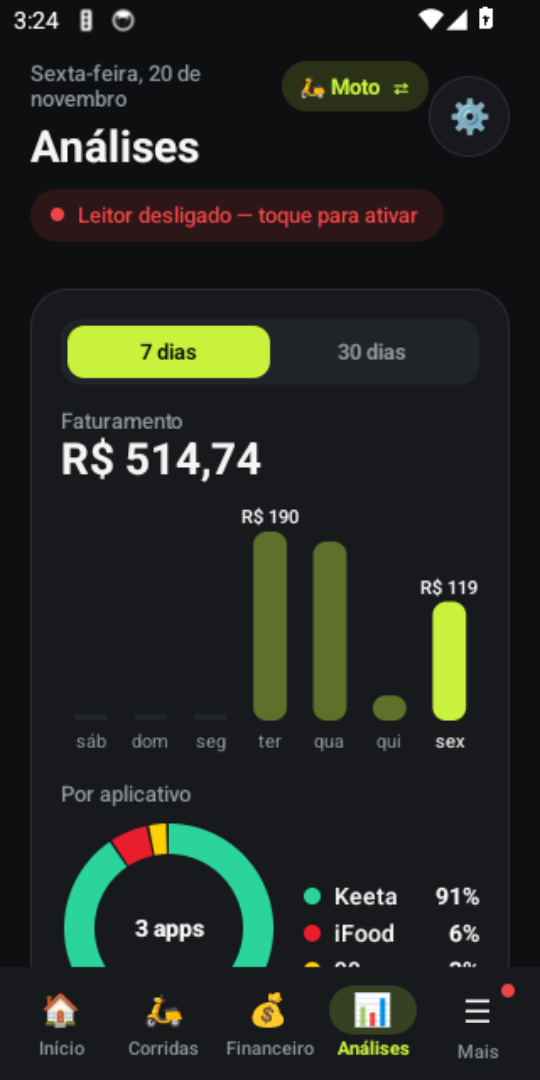 3:24
Sexta-feira, 20 de
novembro
Moto
Análises
Leitor desligado — toque para ativar
7 dias
30 dias
Faturamento
R$ 514,74
R$ 190
R$ 119
sáb
dom
seg
ter
qua
qui
sex
Por aplicativo
3 apps
Keeta 91%
iFood 6%
Início
Corridas
Financeiro
Análises
Mais